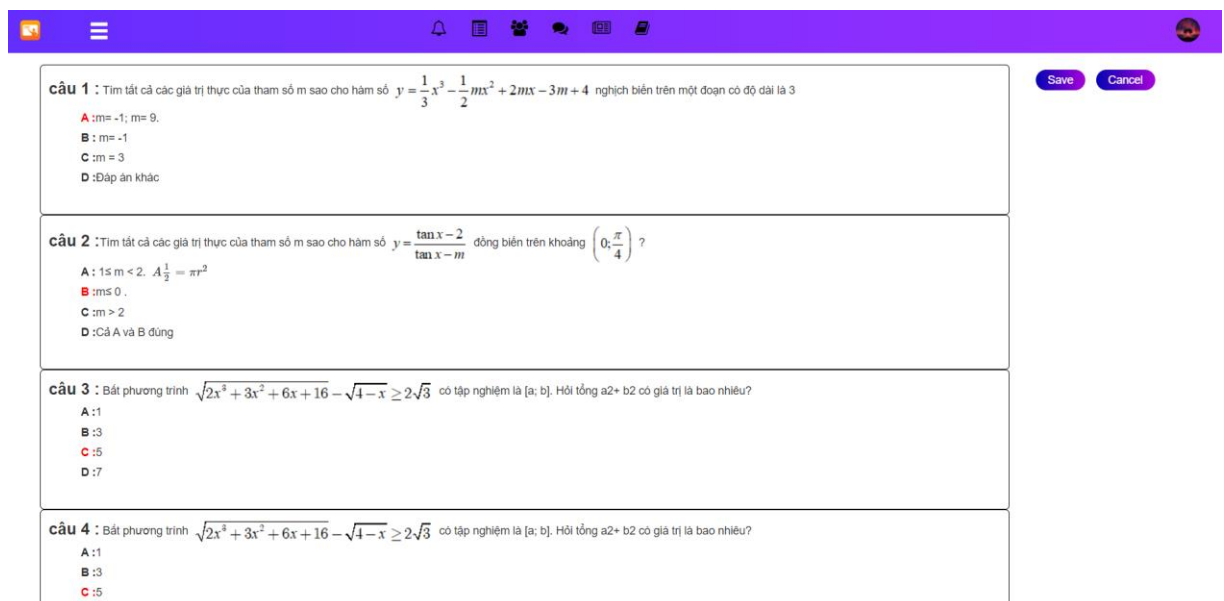 Save Cancel
câu 1 : Tìm tất cả các giá trị thực của tham số m sao cho hàm số y = 1/3 x³ − 1/2 mx² + 2mx − 3m + 4 nghịch biến trên một đoạn có độ dài là 3
A :m= -1; m= 9.
B : m= -1
C :m = 3
D :Đáp án khác
câu 2 :Tìm tất cả các giá trị thực của tham số m sao cho hàm số y = (tan x − 2)/(tan x − m) đồng biến trên khoảng (0; π/4) ?
A : 1≤ m < 2. A 1/2 = πr²
B :m≤ 0 .
C :m > 2
D :Cả A và B đúng
câu 3 : Bất phương trình √(2x³ + 3x² + 6x + 16) − √(4 − x) ≥ 2√3 có tập nghiệm là [a; b]. Hỏi tổng a2+ b2 có giá trị là bao nhiêu?
A :1
B :3
C :5
D :7
câu 4 : Bất phương trình √(2x³ + 3x² + 6x + 16) − √(4 − x) ≥ 2√3 có tập nghiệm là [a; b]. Hỏi tổng a2+ b2 có giá trị là bao nhiêu?
A :1
B :3
C :5